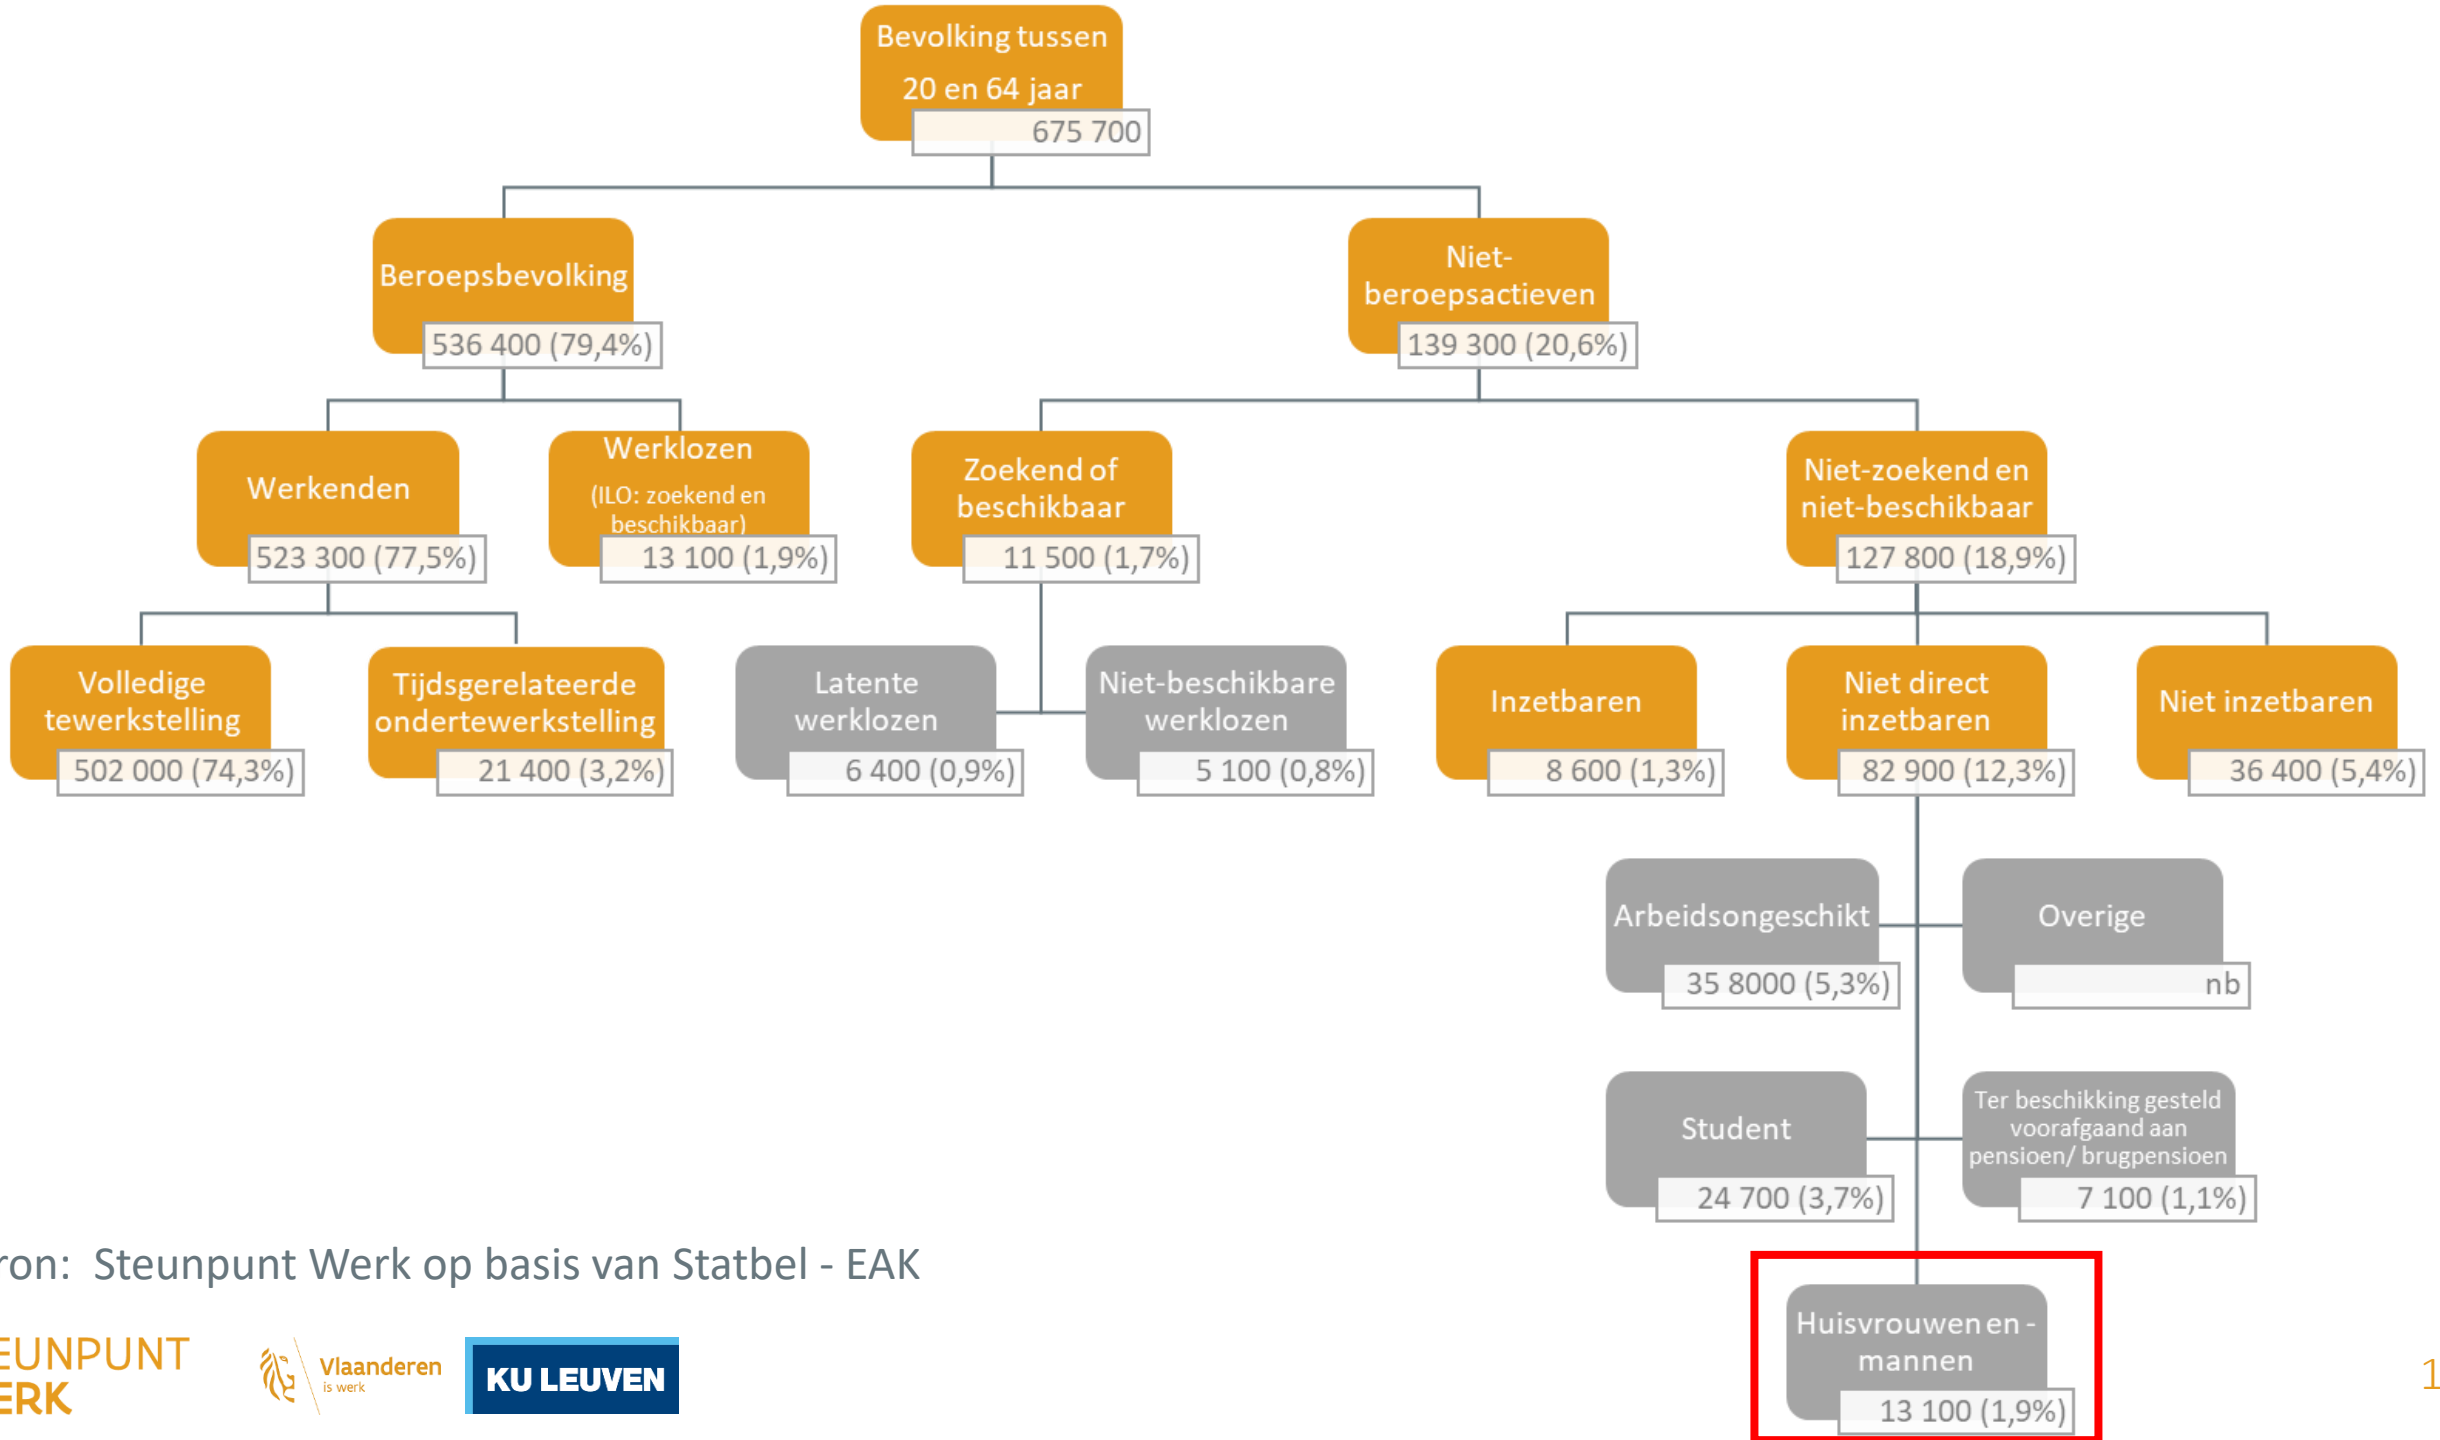 Bevolking tussen
20 en 64 jaar
675 700
Beroepsbevolking
536 400 (79,4%)
Niet-
beroepsactieven
139 300 (20,6%)
Werkenden
523 300 (77,5%)
Werklozen
(ILO: zoekend en
beschikbaar)
13 100 (1,9%)
Zoekend of
beschikbaar
11 500 (1,7%)
Niet-zoekend en
niet-beschikbaar
127 800 (18,9%)
Volledige
tewerkstelling
502 000 (74,3%)
Tijdsgerelateerde
ondertewerkstelling
21 400 (3,2%)
Latente
werklozen
6 400 (0,9%)
Niet-beschikbare
werklozen
5 100 (0,8%)
Inzetbaren
8 600 (1,3%)
Niet direct
inzetbaren
82 900 (12,3%)
Niet inzetbaren
36 400 (5,4%)
Arbeidsongeschikt
35 8000 (5,3%)
Overige
nb
Student
24 700 (3,7%)
Ter beschikking gesteld
voorafgaand aan
pensioen/ brugpensioen
7 100 (1,1%)
Huisvrouwen en -
mannen
13 100 (1,9%)
ron: Steunpunt Werk op basis van Statbel - EAK
EUNPUNT
ERK
Vlaanderen
is werk
KU LEUVEN
1